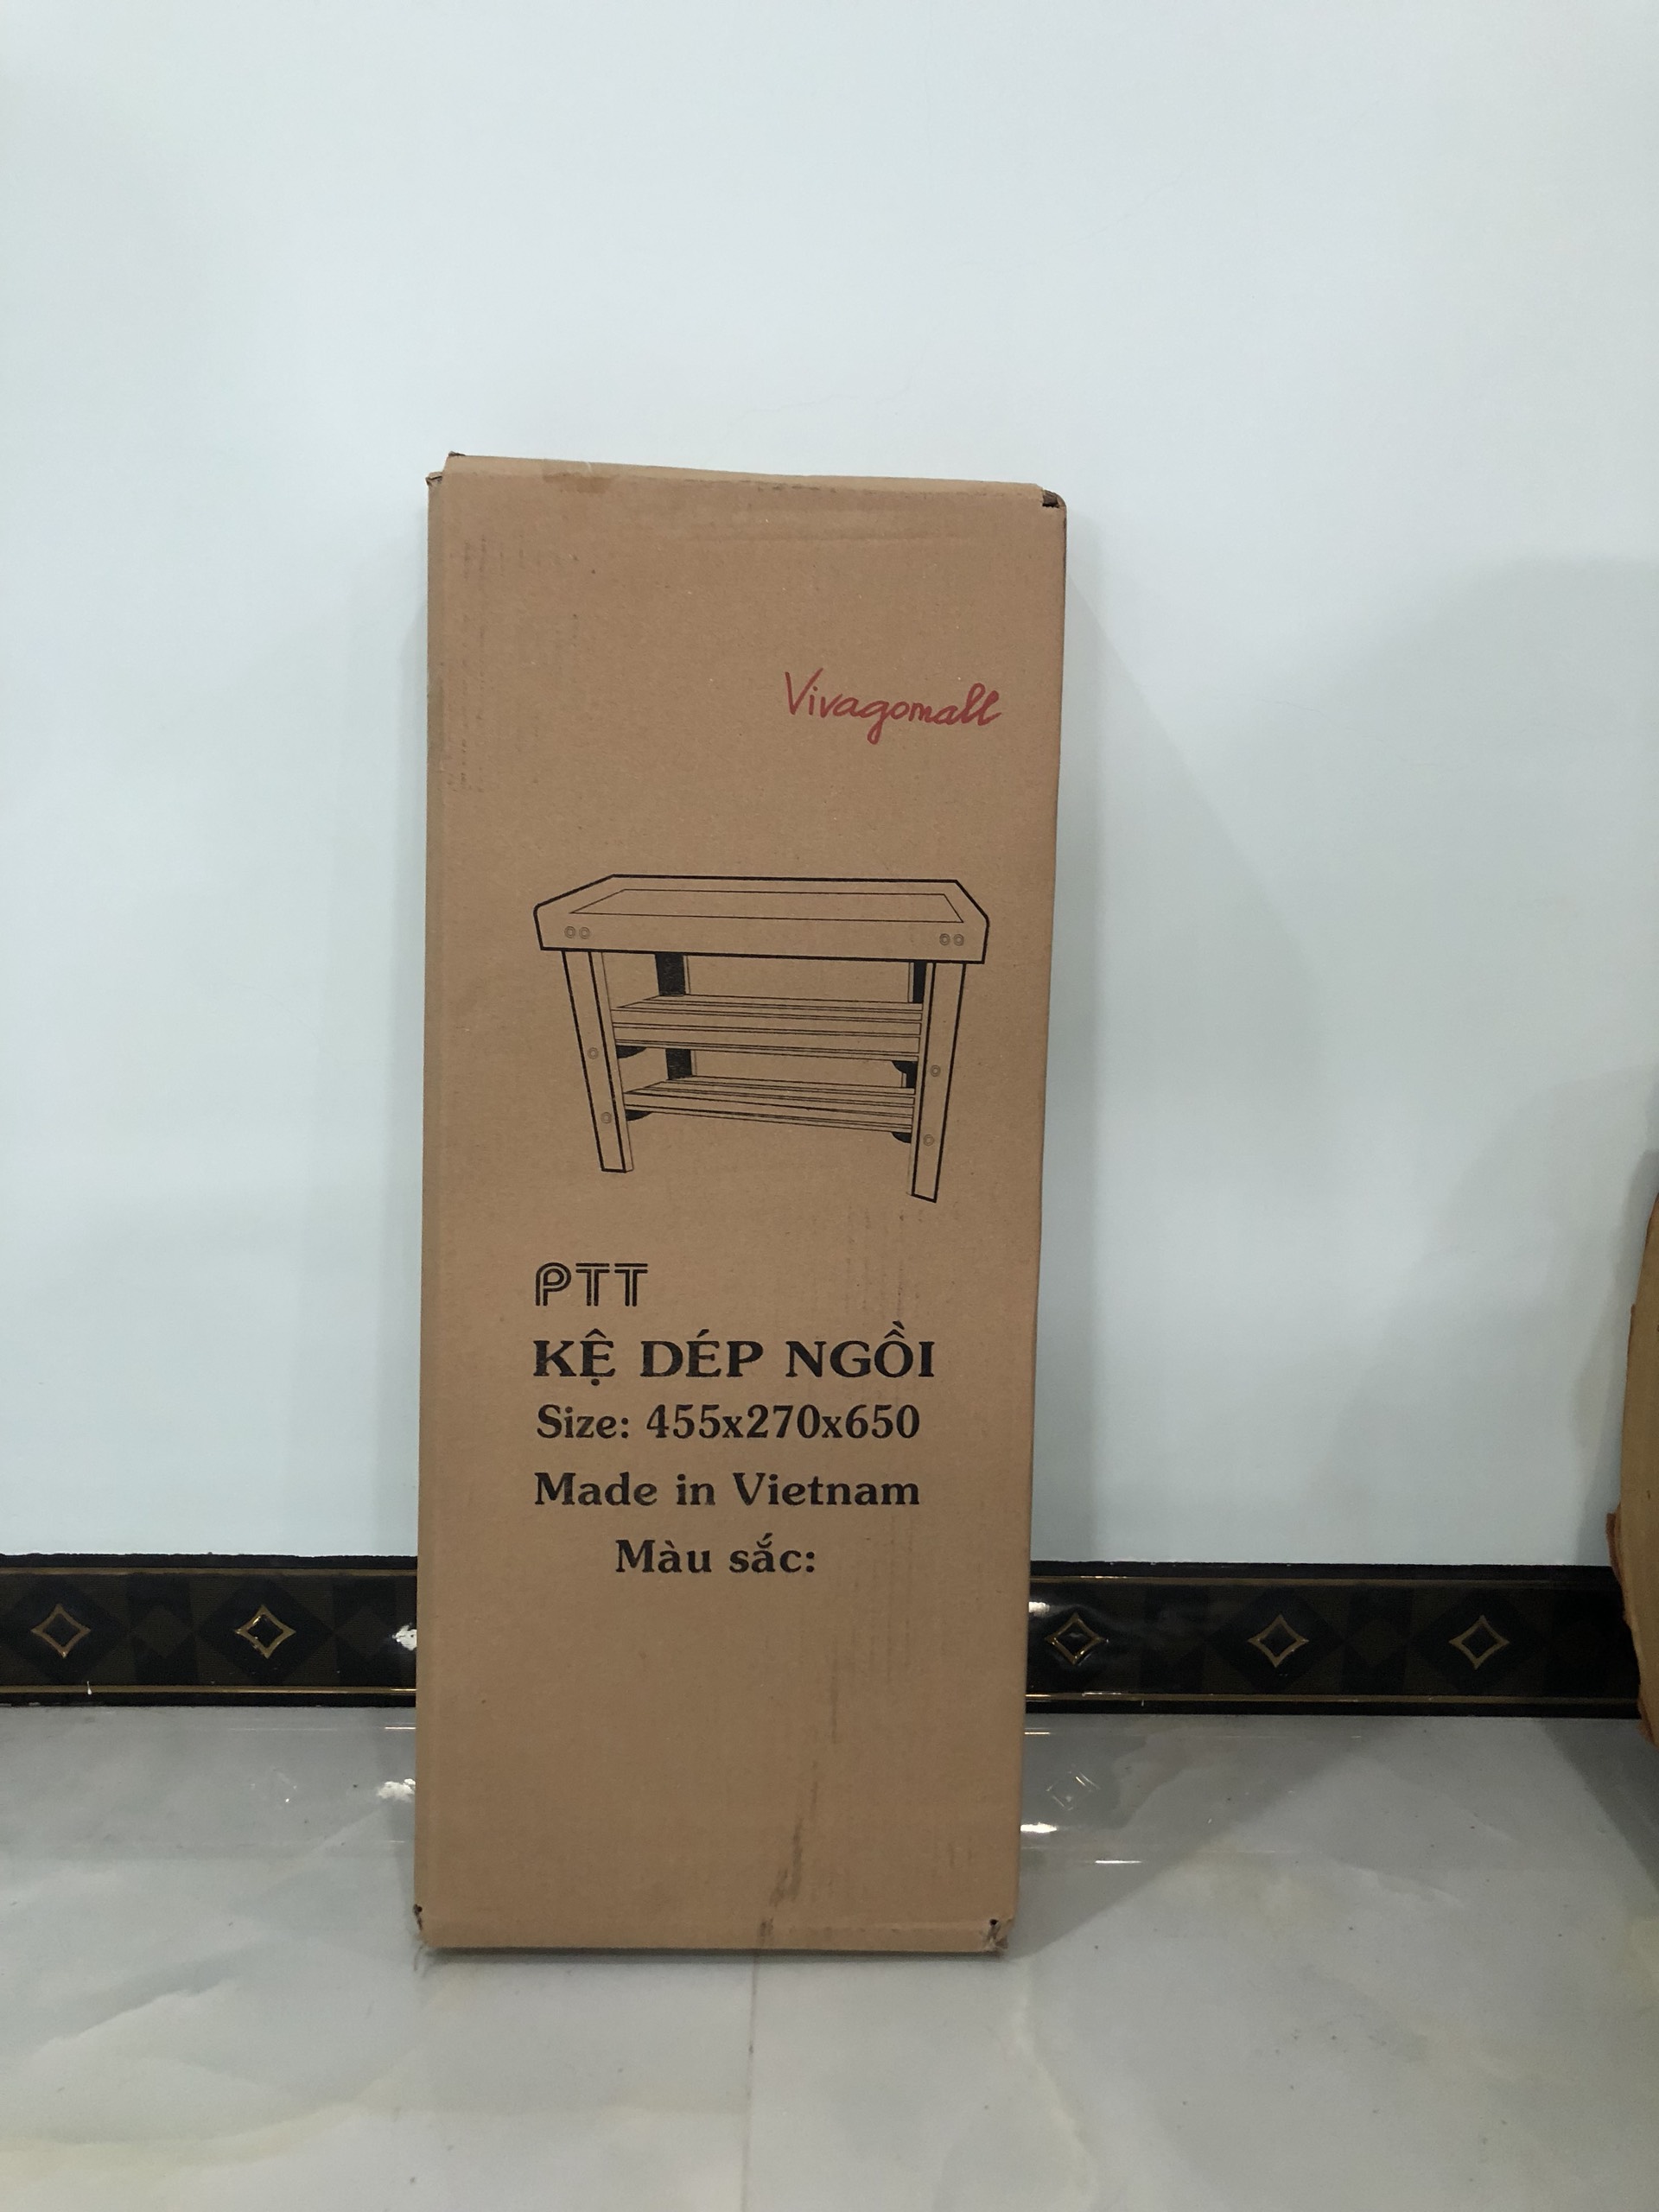 Vivagomall
PTT
KỆ DÉP NGỒI
Size: 455x270x650
Made in Vietnam
Màu sắc: